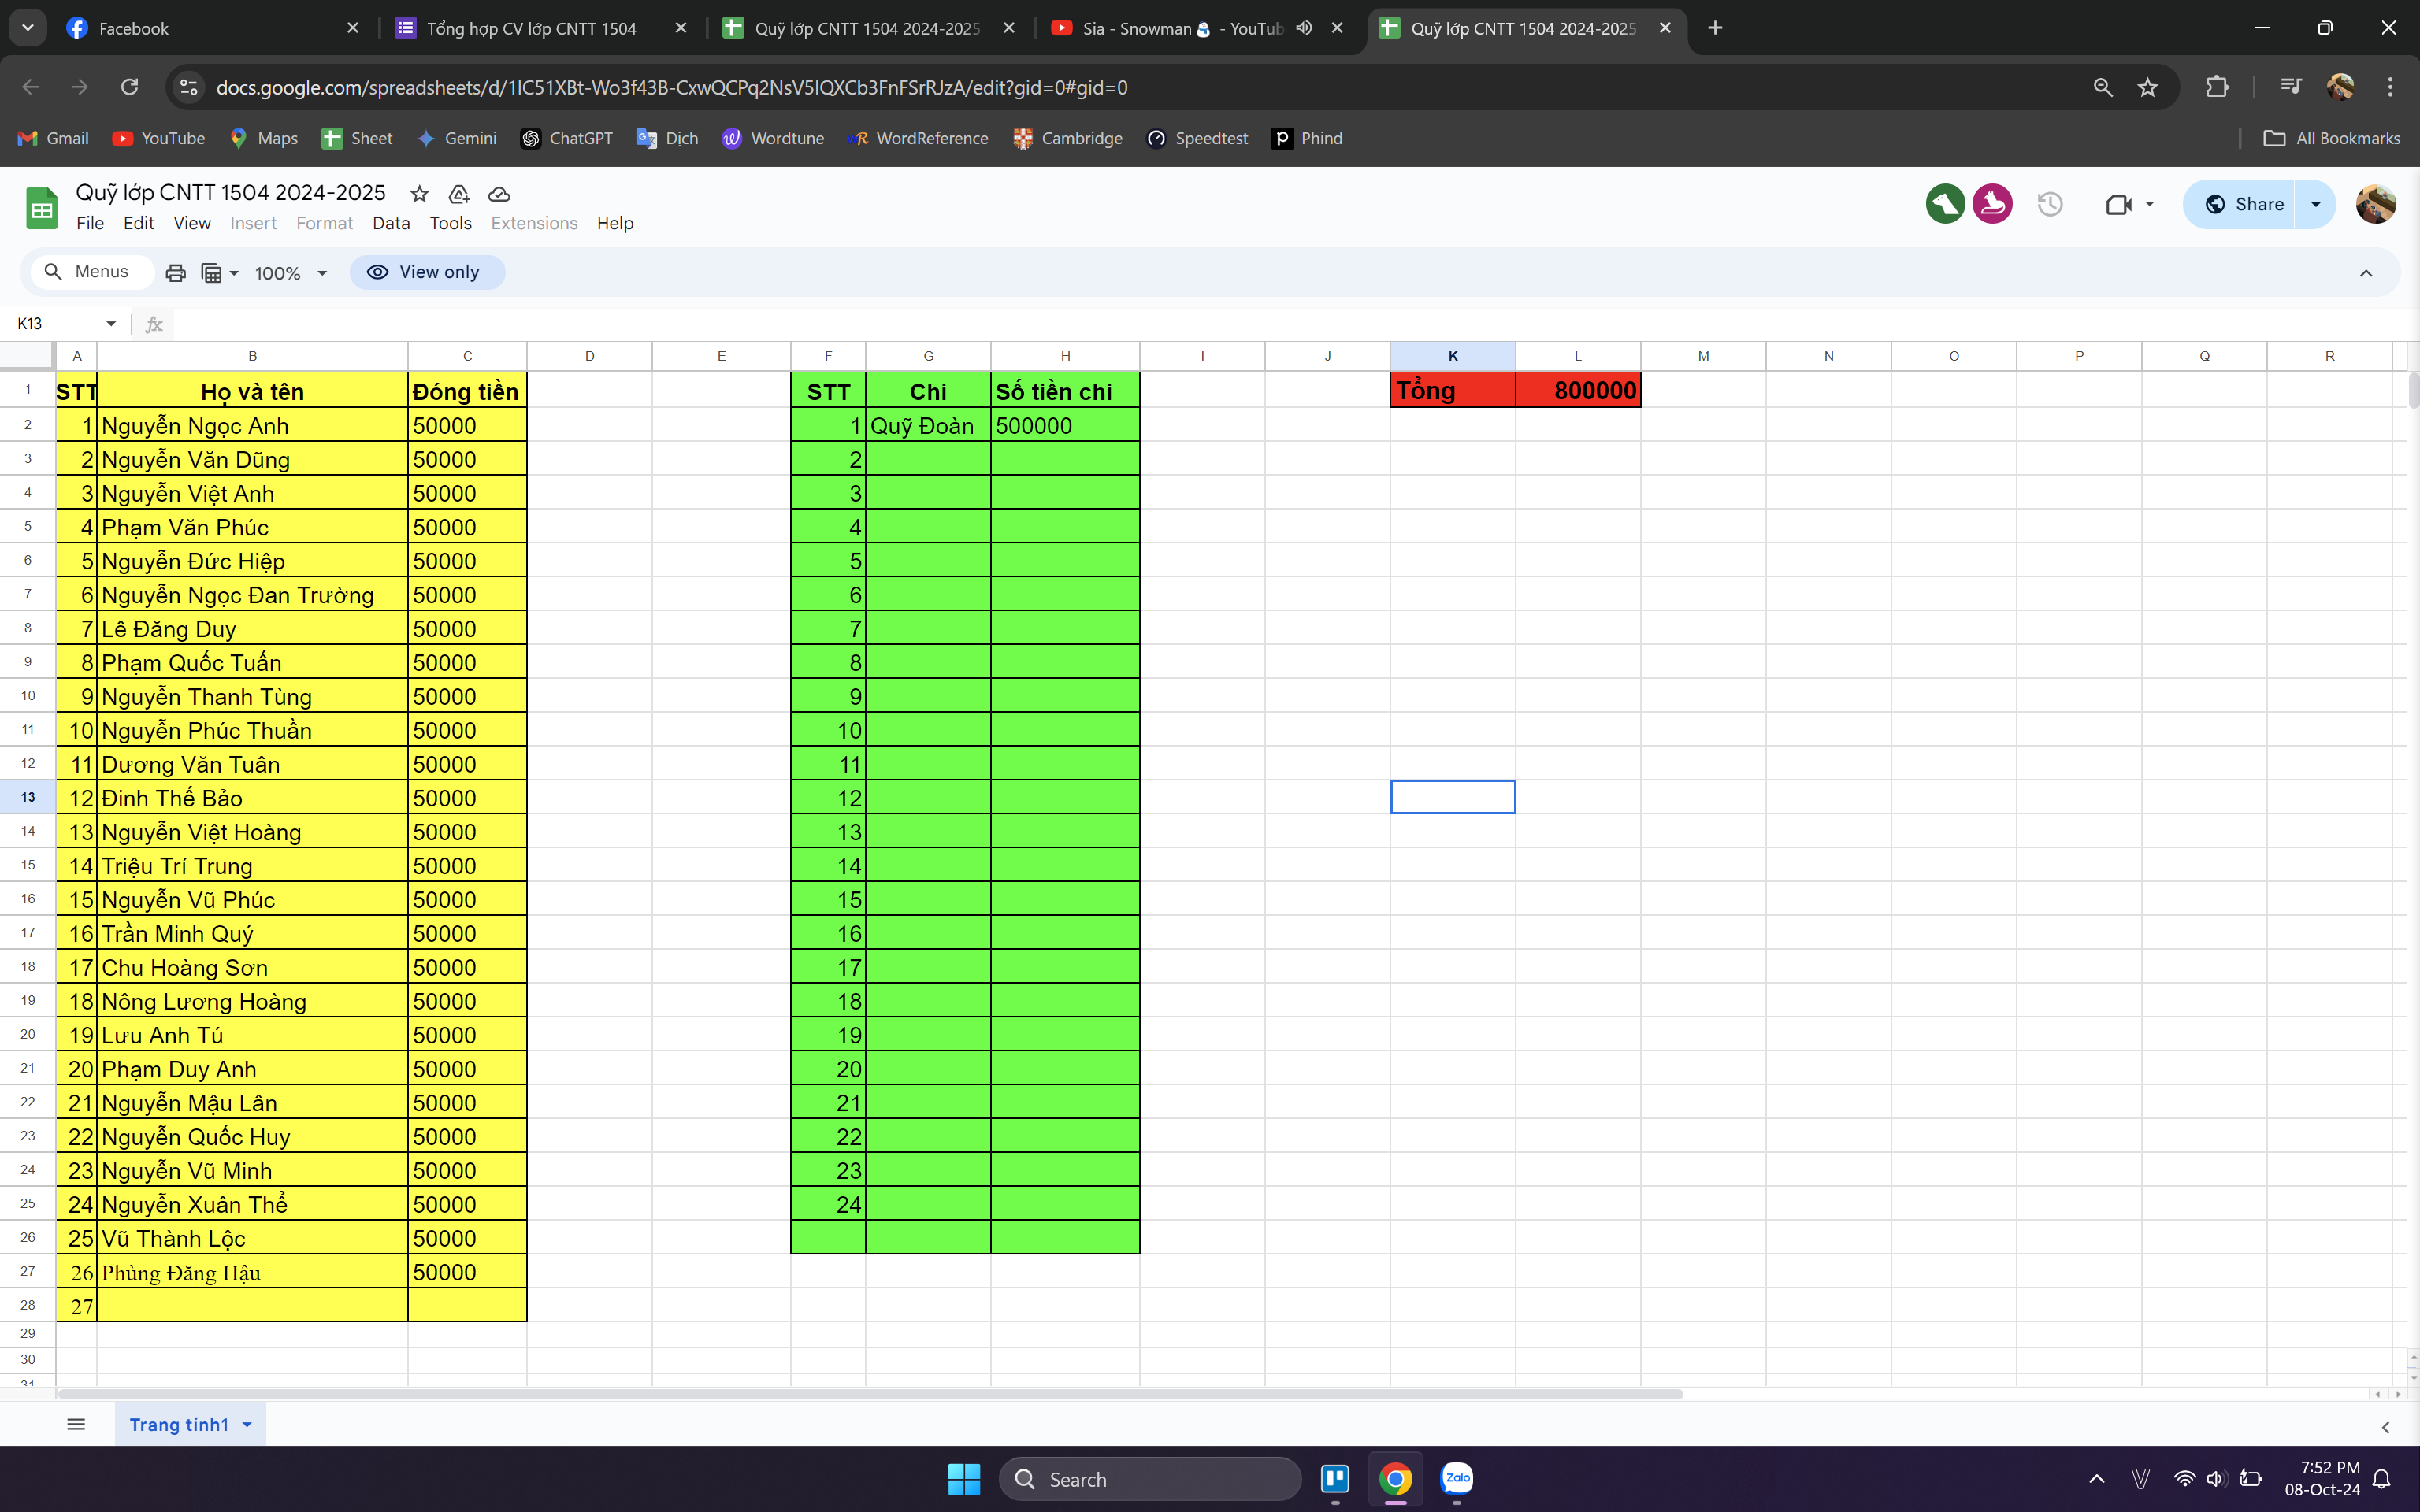 Facebook
Tổng hợp CV lớp CNTT 1504
Quỹ lớp CNTT 1504 2024-2025
Sia - Snowman⛄ - YouTub
Quỹ lớp CNTT 1504 2024-2025
docs.google.com/spreadsheets/d/1lC51XBt-Wo3f43B-CxwQCPq2NsV5IQXCb3FnFSrRJzA/edit?gid=0#gid=0
Gmail YouTube Maps Sheet Gemini ChatGPT Dịch Wordtune WordReference Cambridge Speedtest Phind All Bookmarks
Quỹ lớp CNTT 1504 2024-2025
File Edit View Insert Format Data Tools Extensions Help
Share
Menus 100% View only
K13
A B C D E F G H I J K L M N O P Q R
1 STT Họ và tên Đóng tiền STT Chi Số tiền chi Tổng 800000
2 1 Nguyễn Ngọc Anh 50000 1 Quỹ Đoàn 500000
3 2 Nguyễn Văn Dũng 50000 2
4 3 Nguyễn Việt Anh 50000 3
5 4 Phạm Văn Phúc 50000 4
6 5 Nguyễn Đức Hiệp 50000 5
7 6 Nguyễn Ngọc Đan Trường 50000 6
8 7 Lê Đăng Duy 50000 7
9 8 Phạm Quốc Tuấn 50000 8
10 9 Nguyễn Thanh Tùng 50000 9
11 10 Nguyễn Phúc Thuần 50000 10
12 11 Dương Văn Tuân 50000 11
13 12 Đinh Thế Bảo 50000 12
14 13 Nguyễn Việt Hoàng 50000 13
15 14 Triệu Trí Trung 50000 14
16 15 Nguyễn Vũ Phúc 50000 15
17 16 Trần Minh Quý 50000 16
18 17 Chu Hoàng Sơn 50000 17
19 18 Nông Lương Hoàng 50000 18
20 19 Lưu Anh Tú 50000 19
21 20 Phạm Duy Anh 50000 20
22 21 Nguyễn Mậu Lân 50000 21
23 22 Nguyễn Quốc Huy 50000 22
24 23 Nguyễn Vũ Minh 50000 23
25 24 Nguyễn Xuân Thể 50000 24
26 25 Vũ Thành Lộc 50000
27 26 Phùng Đăng Hậu 50000
28 27
29
30
31
Trang tính1
Search
Zalo
7:52 PM
08-Oct-24